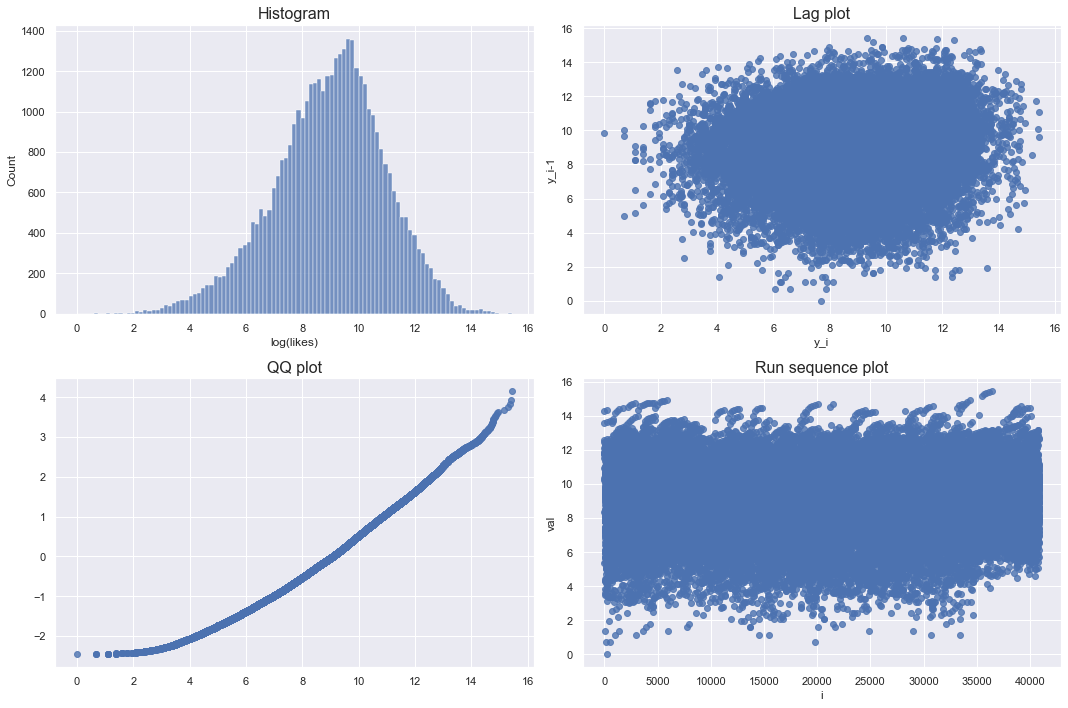 Histogram
1400
1200
1000
800
600
400
200
0
Count
0 2 4 6 8 10 12 14 16
log(likes)
Lag plot
16
14
12
10
8
6
4
2
0
y_i-1
0 2 4 6 8 10 12 14 16
y_i
QQ plot
4
3
2
1
0
−1
−2
0 2 4 6 8 10 12 14 16
Run sequence plot
16
14
12
10
8
6
4
2
0
val
0 5000 10000 15000 20000 25000 30000 35000 40000
i